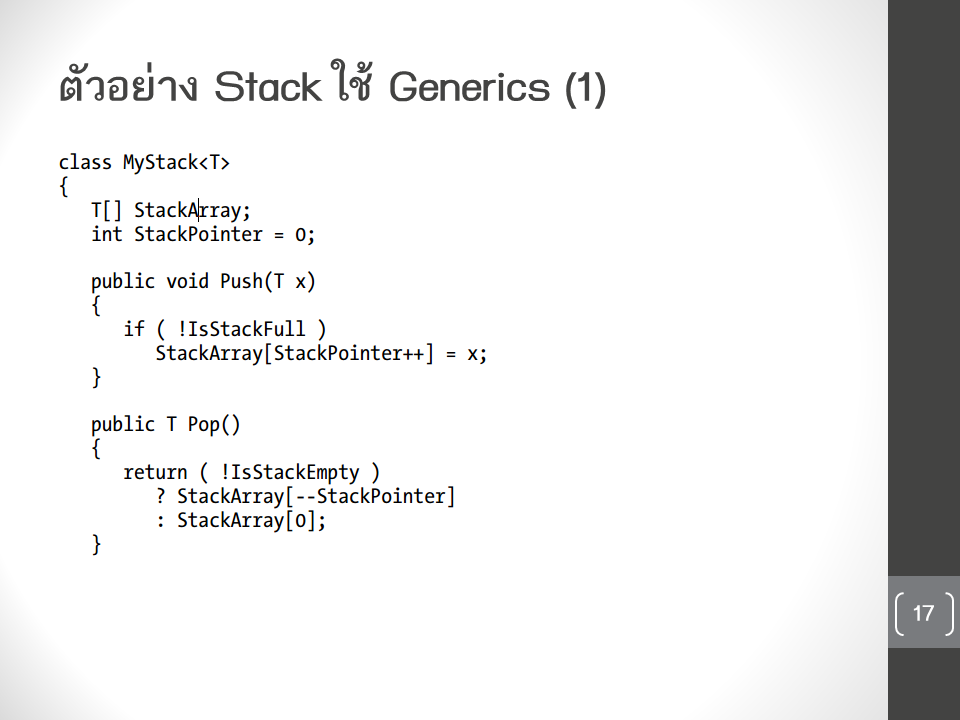 ตัวอย่าง Stack ใช้ Generics (1)
class MyStack<T>
{
T[] StackArray;
int StackPointer = 0;
public void Push(T x)
{
if ( !IsStackFull )
StackArray[StackPointer++] = x;
}
public T Pop()
{
return ( !IsStackEmpty )
? StackArray[--StackPointer]
: StackArray[0];
}
17